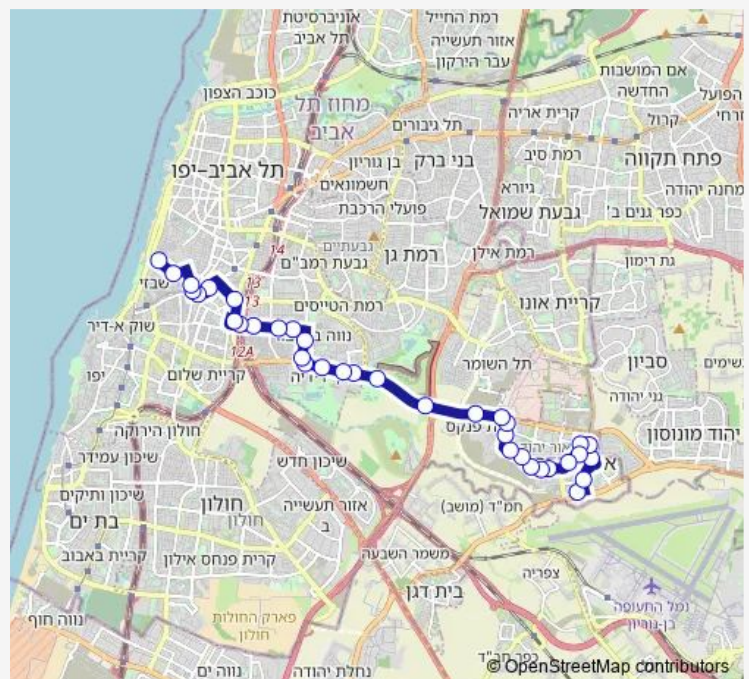 אוניברסיטת
תל אביב
רמת החייל
אזור תעשייה
עבר הירקון
אם המושבות
החדשה
כוכב הצפון
מחוז תל
אביב
קרית אריה
קרול
תל גיבורים
בן גוריון
בני ברק
רמת סיב
פתח תקווה
תל אביב–יפו
חשמונאים
גיורא
מחנה יהודה
פועלי הרכבת
גבעת שמואל
כפר גנים ב'
14
גבעתיים
גבעת רמב"ם
רמת גן
רמת אילן
גת רימון
שבזי
13
13
רמת הטייסים
קריית אונו
שוק א-דיר
12A
תל השומר
סביון
יפו
קריית שלום
גני יהודה
חולון הירוקה
יהוד מונוסון
שיכון עמידר
שיכון חדש
שיכון ותיקים
בת ים
חולון
חולון
אזור תעשייה
ב
חמ"ד (מושב)
קריית באבוב
קרית פנחס אילון
משמר השבעה
צפריה
בית דגן
נמל התעופה
בן-גוריון
נווה חוף
פארק החולות
חולון
נווה ים
נחלת יהודה
© OpenStreetMap contributors